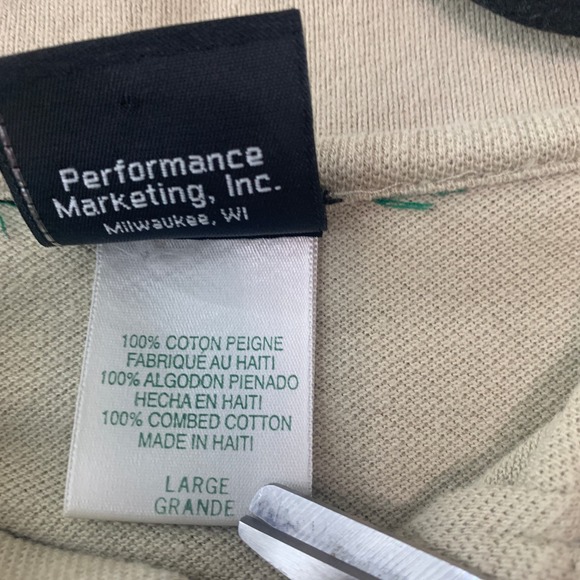 Performance
Marketing, Inc.
Milwaukee, WI
100% COTON PEIGNE
FABRIQUÉ AU HAITI
100% ALGODON PIENADO
HECHA EN HAITI
100% COMBED COTTON
MADE IN HAITI
LARGE
GRANDE